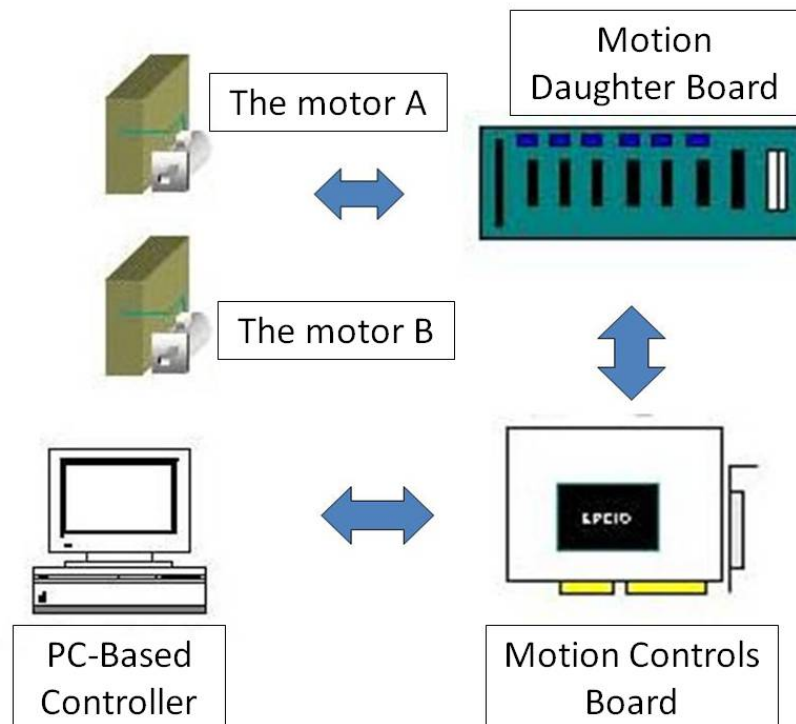 Motion
Daughter Board
The motor A
The motor B
EPCIO
PC-Based
Controller
Motion Controls
Board